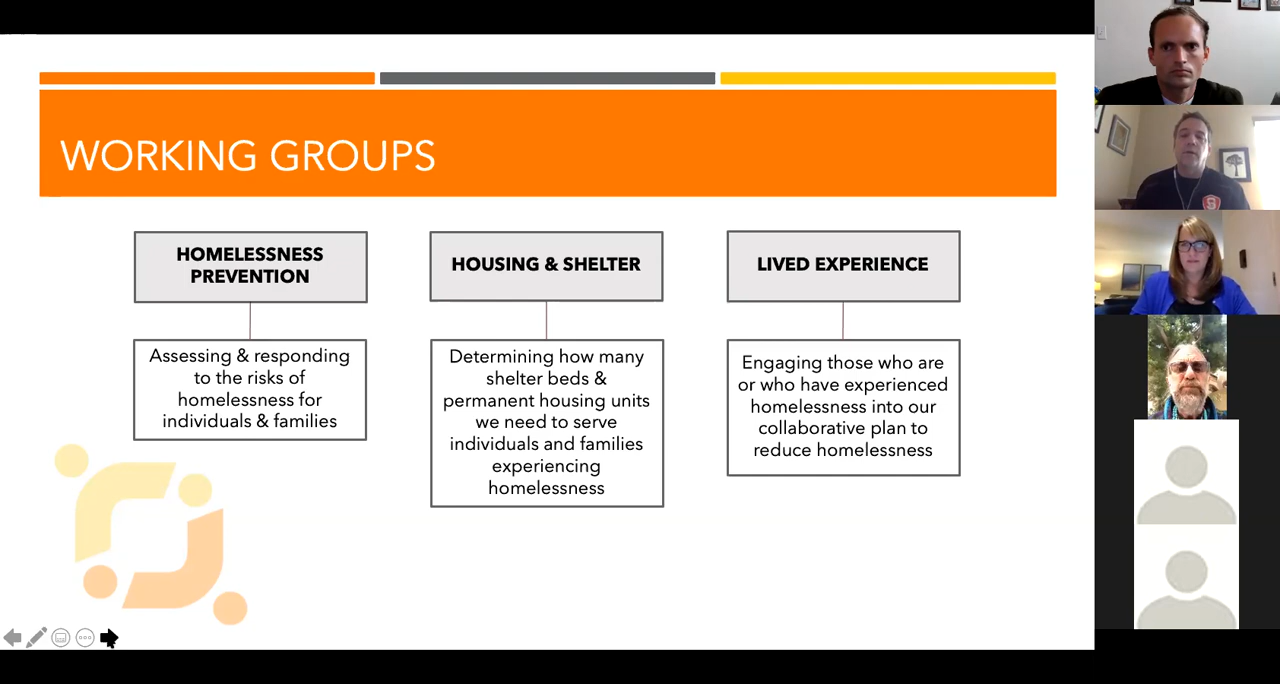 WORKING GROUPS
HOMELESSNESS
PREVENTION
Assessing & responding
to the risks of
homelessness for
individuals & families
HOUSING & SHELTER
Determining how many
shelter beds &
permanent housing units
we need to serve
individuals and families
experiencing
homelessness
LIVED EXPERIENCE
Engaging those who are
or who have experienced
homelessness into our
collaborative plan to
reduce homelessness